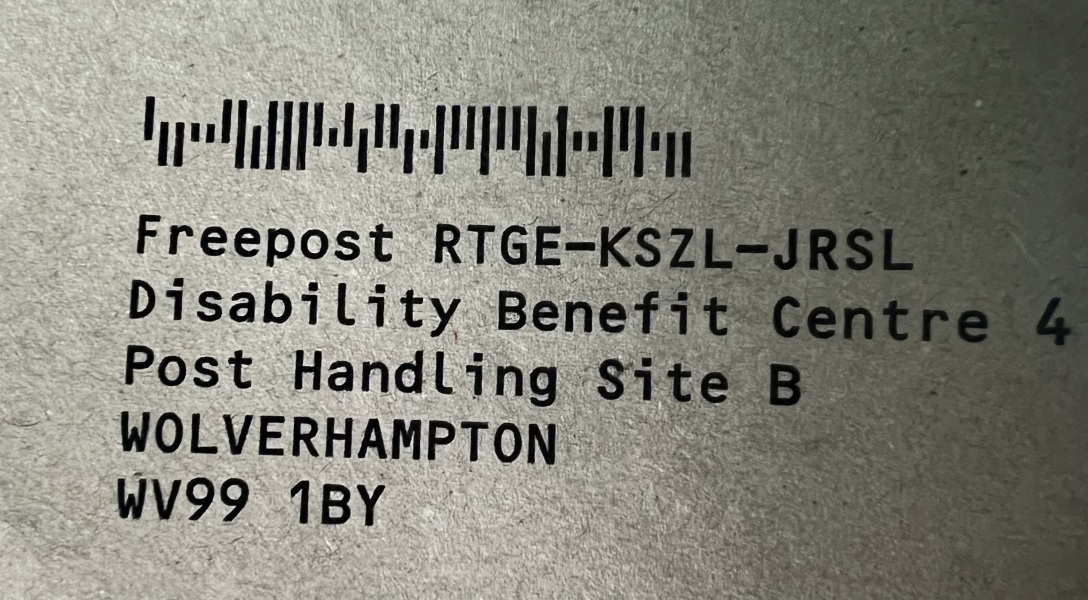 Freepost RTGE-KSZL-JRSL
Disability Benefit Centre 4
Post Handling Site B
WOLVERHAMPTON
WV99 1BY